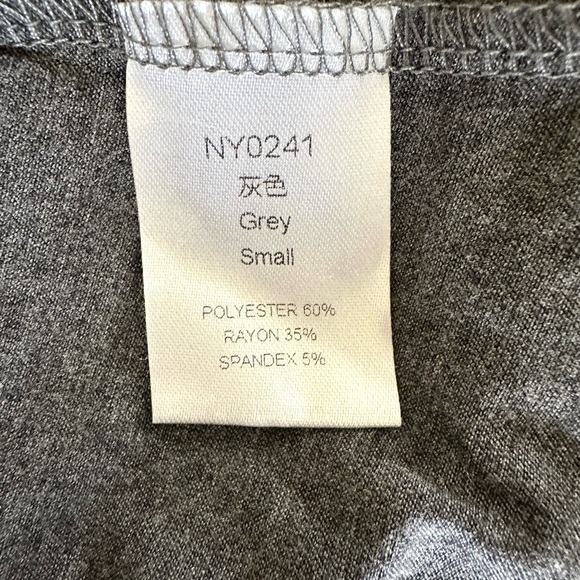 NY0241
灰色
Grey
Small
POLYESTER 60%
RAYON 35%
SPANDEX 5%